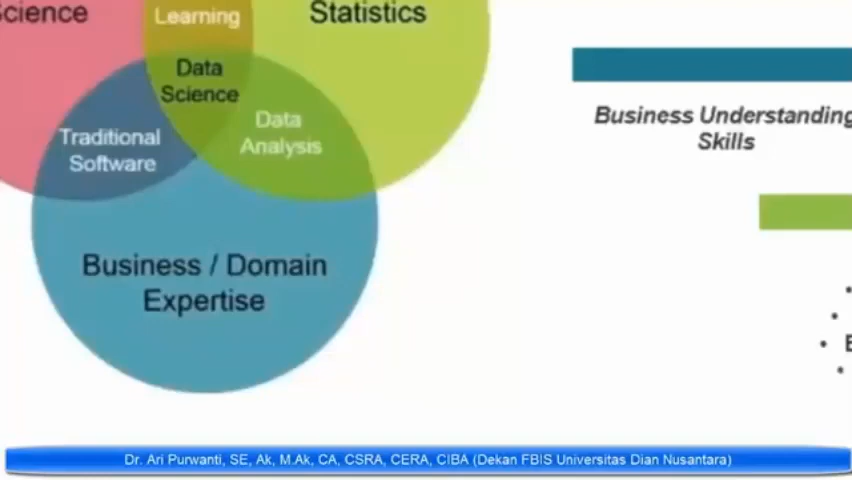 Science
Learning
Statistics
Data
Science
Traditional
Software
Data
Analysis
Business / Domain
Expertise
Business Understanding
Skills
Dr. Ari Purwanti, SE, Ak, M.Ak, CA, CSRA, CERA, CIBA (Dekan FBIS Universitas Dian Nusantara)